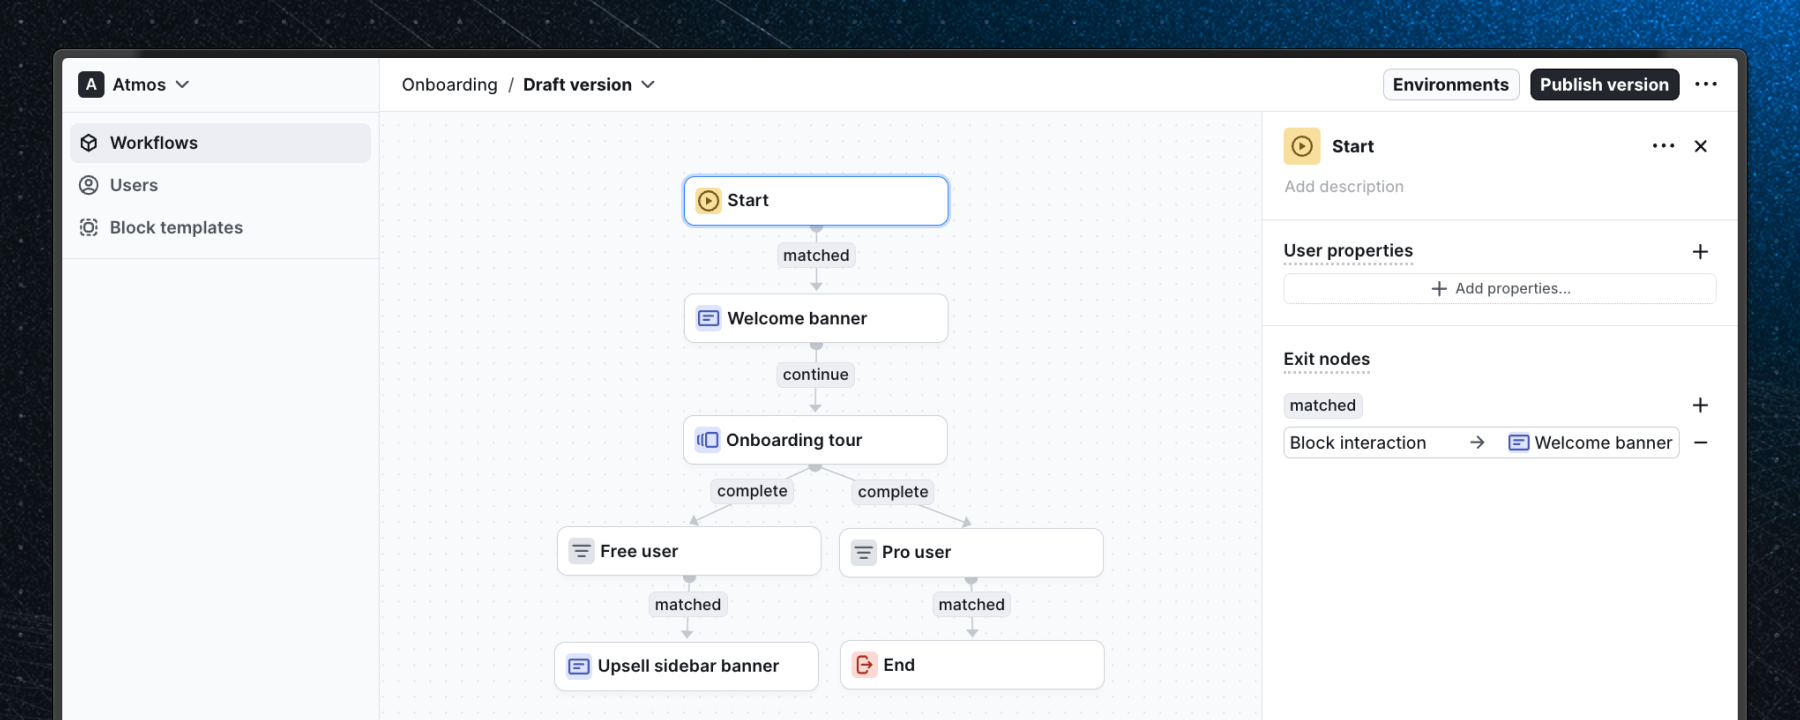 A Atmos
Onboarding / Draft version
Environments
Publish version
Workflows
Users
Block templates
Start
matched
Welcome banner
continue
Onboarding tour
complete
complete
Free user
Pro user
matched
matched
Upsell sidebar banner
End
Start
Add description
User properties
Add properties...
Exit nodes
matched
Block interaction → Welcome banner